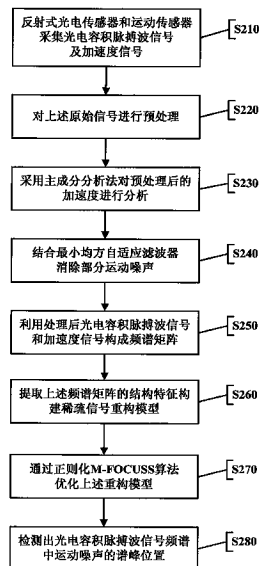 反射式光电传感器和运动传感器
采集光电容积脉搏波信号
及加速度信号
S210
对上述原始信号进行预处理
S220
采用主成分分析法对预处理后的
加速度进行分析
S230
结合最小均方自适应滤波器
消除部分运动噪声
S240
利用处理后光电容积脉搏波信号
和加速度信号构成频谱矩阵
S250
提取上述频谱矩阵的结构特征构
建稀疏信号重构模型
S260
通过正则化M-FOCUSS算法
优化上述重构模型
S270
检测出光电容积脉搏波信号频谱
中运动噪声的谱峰位置
S280